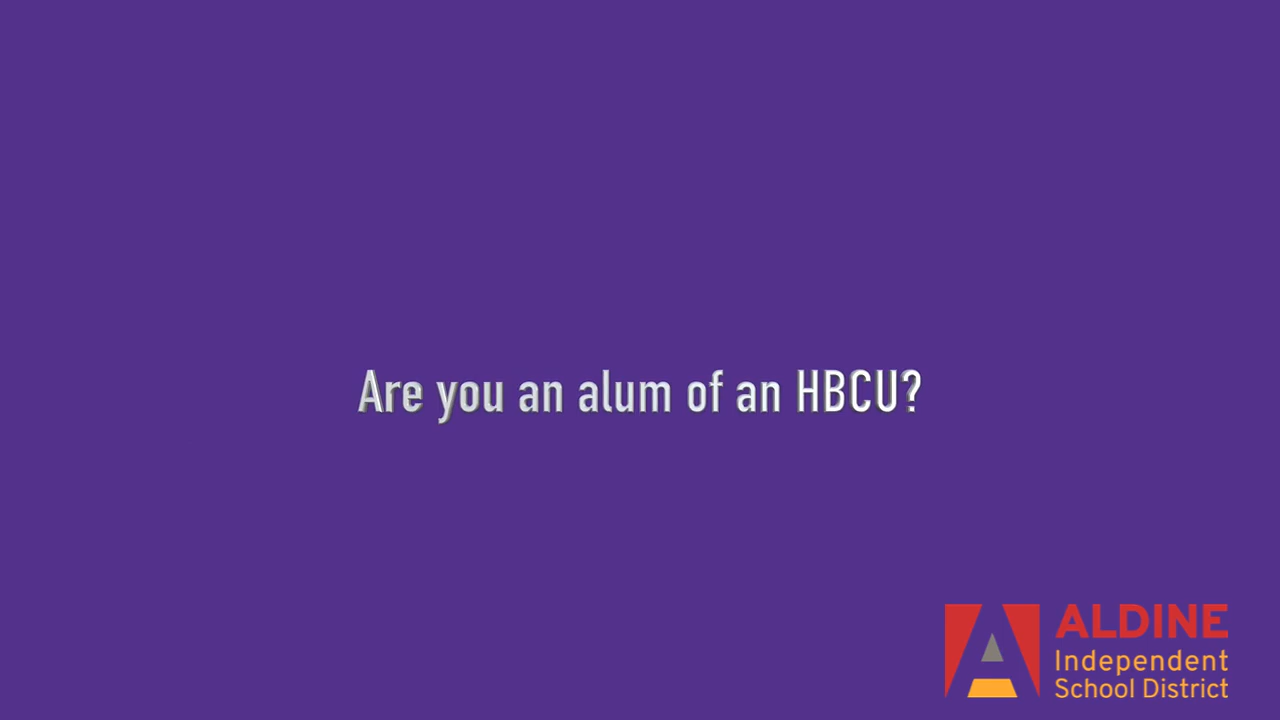 Are you an alum of an HBCU?
ALDINE
Independent
School District